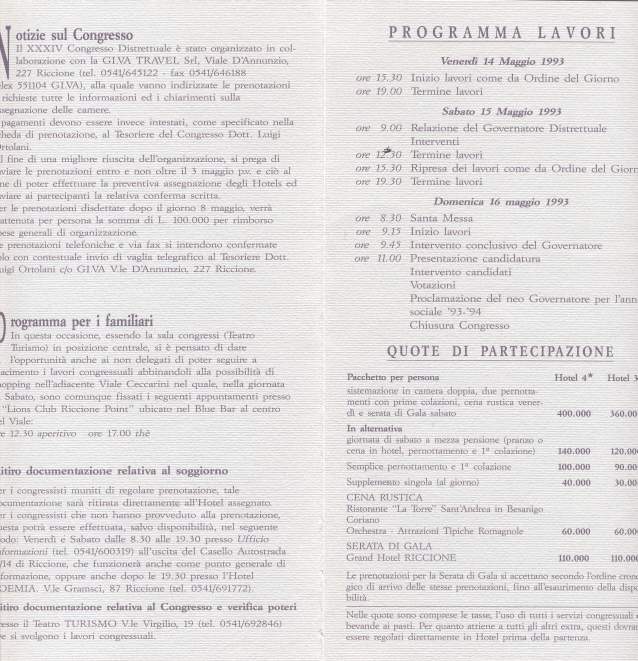 Notizie sul Congresso
Il XXXIV Congresso Distrettuale è stato organizzato in col-
laborazione con la GI.VA TRAVEL Srl, Viale D'Annunzio,
227 Riccione (tel. 0541/645122 - fax 0541/646188
elex 551104 GI.VA), alla quale vanno indirizzate le prenotazioni
richieste tutte le informazioni ed i chiarimenti sulla
ssegnazione delle camere.
pagamenti devono essere invece intestati, come specificato nella
cheda di prenotazione, al Tesoriere del Congresso Dott. Luigi
Ortolani.
l fine di una migliore riuscita dell'organizzazione, si prega di
nviare le prenotazioni entro e non oltre il 3 maggio p.v. e ciò al
ne di poter effettuare la preventiva assegnazione degli Hotels ed
nviare ai partecipanti la relativa conferma scritta.
er le prenotazioni disdettate dopo il giorno 8 maggio, verrà
attenuta per persona la somma di L. 100.000 per rimborso
pese generali di organizzazione.
e prenotazioni telefoniche e via fax si intendono confermate
olo con contestuale invio di vaglia telegrafico al Tesoriere Dott.
uigi Ortolani c/o GI.VA V.le D'Annunzio, 227 Riccione.
Programma per i familiari
In questa occasione, essendo la sala congressi (Teatro
Turismo) in posizione centrale, si è pensato di dare
l'opportunità anche ai non delegati di poter seguire a
acimento i lavori congressuali abbinandoli alla possibilità di
hopping nell'adiacente Viale Ceccarini nel quale, nella giornata
Sabato, sono comunque fissati i seguenti appuntamenti presso
"Lions Club Riccione Point" ubicato nel Blue Bar al centro
el Viale:
re 12.30 aperitivo ore 17.00 thè
itiro documentazione relativa al soggiorno
er i congressisti muniti di regolare prenotazione, tale
ocumentazione sarà ritirata direttamente all'Hotel assegnato.
er i congressisti che non hanno provveduto alla prenotazione,
uesta potrà essere effettuata, salvo disponibilità, nel seguente
odo: Venerdì e Sabato dalle 8.30 alle 19.30 presso Ufficio
nformazioni (tel. 0541/600319) all'uscita del Casello Autostrada
/14 di Riccione, che funzionerà anche come punto generale di
nformazione, oppure anche dopo le 19.30 presso l'Hotel
OEMIA. V.le Gramsci, 87 Riccione (tel. 0541/691772).
itiro documentazione relativa al Congresso e verifica poteri
resso il Teatro TURISMO V.le Virgilio, 19 (tel. 0541/692846)
ve si svolgono i lavori congressuali.
PROGRAMMA LAVORI
Venerdì 14 Maggio 1993
ore 15.30 Inizio lavori come da Ordine del Giorno
ore 19.00 Termine lavori
Sabato 15 Maggio 1993
ore 9.00 Relazione del Governatore Distrettuale
Interventi
ore 12.30 Termine lavori
ore 15.30 Ripresa dei lavori come da Ordine del Giorn
ore 19.30 Termine lavori
Domenica 16 maggio 1993
ore 8.30 Santa Messa
ore 9.15 Inizio lavori
ore 9.45 Intervento conclusivo del Governatore
ore 11.00 Presentazione candidatura
Intervento candidati
Votazioni
Proclamazione del neo Governatore per l'ann
sociale '93-'94
Chiusura Congresso
QUOTE DI PARTECIPAZIONE
Pacchetto per persona Hotel 4* Hotel 3
sistemazione in camera doppia, due pernotta-
menti con prime colazioni, cena rustica vener-
dì e serata di Gala sabato 400.000 360.00
In alternativa
giornata di sabato a mezza pensione (pranzo o
cena in hotel, pernottamento e 1ª colazione) 140.000 120.00
Semplice pernottamento e 1ª colazione 100.000 90.00
Supplemento singola (al giorno) 40.000 30.00
CENA RUSTICA
Ristorante "La Torre" Sant'Andrea in Besanigo
Coriano
Orchestra - Attrazioni Tipiche Romagnole 60.000 60.00
SERATA DI GALA
Grand Hotel RICCIONE 110.000 110.00
Le prenotazioni per la Serata di Gala si accettano secondo l'ordine crono
gico di arrivo delle stesse prenotazioni, fino all'esaurimento della dispo
bilità.
Nelle quote sono comprese le tasse, l'uso di tutti i servizi congressuali e
bevande ai pasti. Per quanto attiene a tutti gli altri extra, questi dovran
essere regolati direttamente in Hotel prima della partenza.